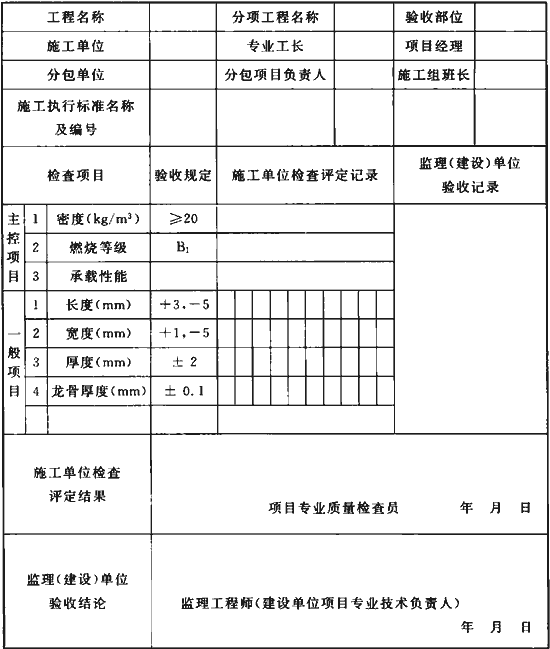 工程名称 分项工程名称 验收部位
施工单位 专业工长 项目经理
分包单位 分包项目负责人 施工组班长
施工执行标准名称
及编号
检查项目 验收规定 施工单位检查评定记录 监理(建设)单位
验收记录
主控项目
1 密度(kg/m³) ≥20
2 燃烧等级 B₁
3 承载性能
一般项目
1 长度(mm) +3,-5
2 宽度(mm) +1,-5
3 厚度(mm) ±2
4 龙骨厚度(mm) ±0.1
施工单位检查
评定结果
项目专业质量检查员 年 月 日
监理(建设)单位
验收结论
监理工程师(建设单位项目专业技术负责人)
年 月 日